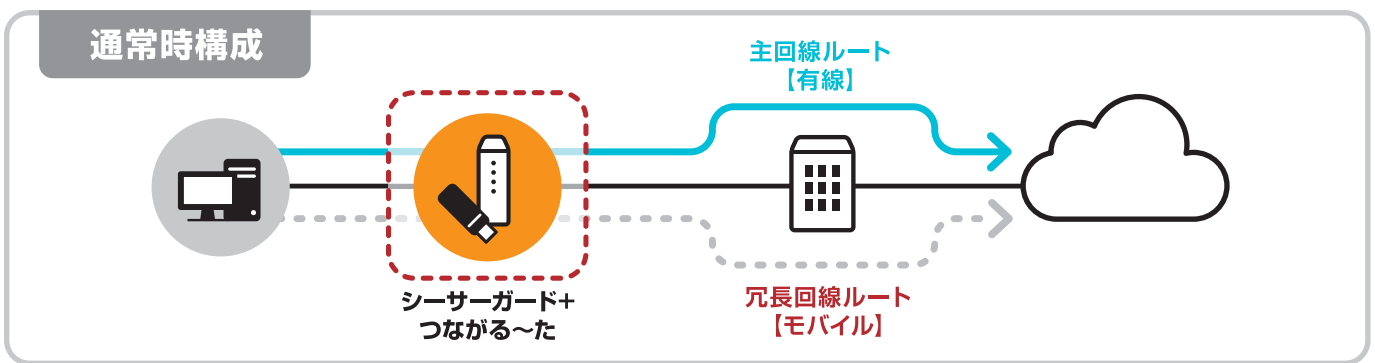 通常時構成
主回線ルート
【有線】
シーサーガード+
つながる〜た
冗長回線ルート
【モバイル】